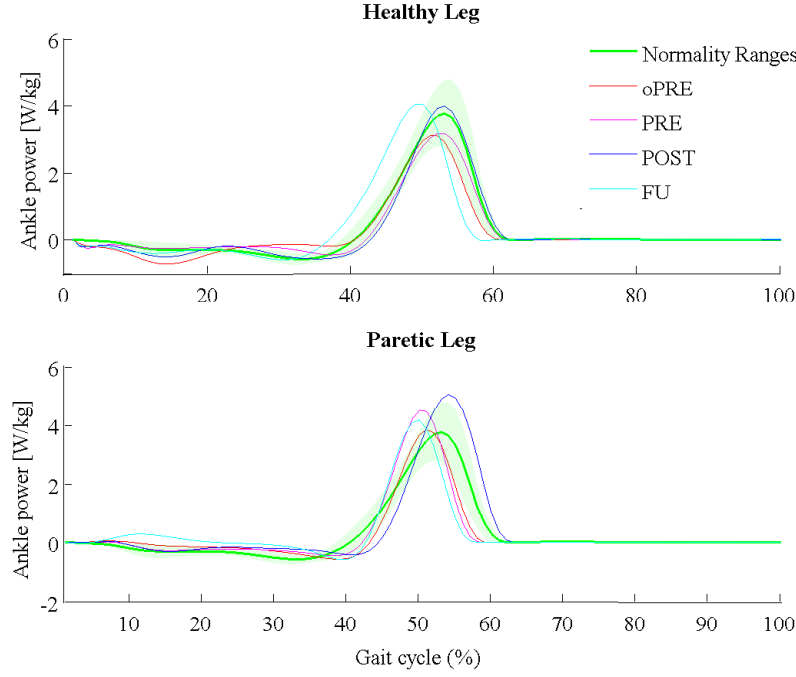 Healthy Leg
6
4
2
0
Ankle power [W/kg]
Normality Ranges
oPRE
PRE
POST
FU
0 20 40 60 80 100
Paretic Leg
6
4
2
0
-2
Ankle power [W/kg]
10 20 30 40 50 60 70 80 90 100
Gait cycle (%)